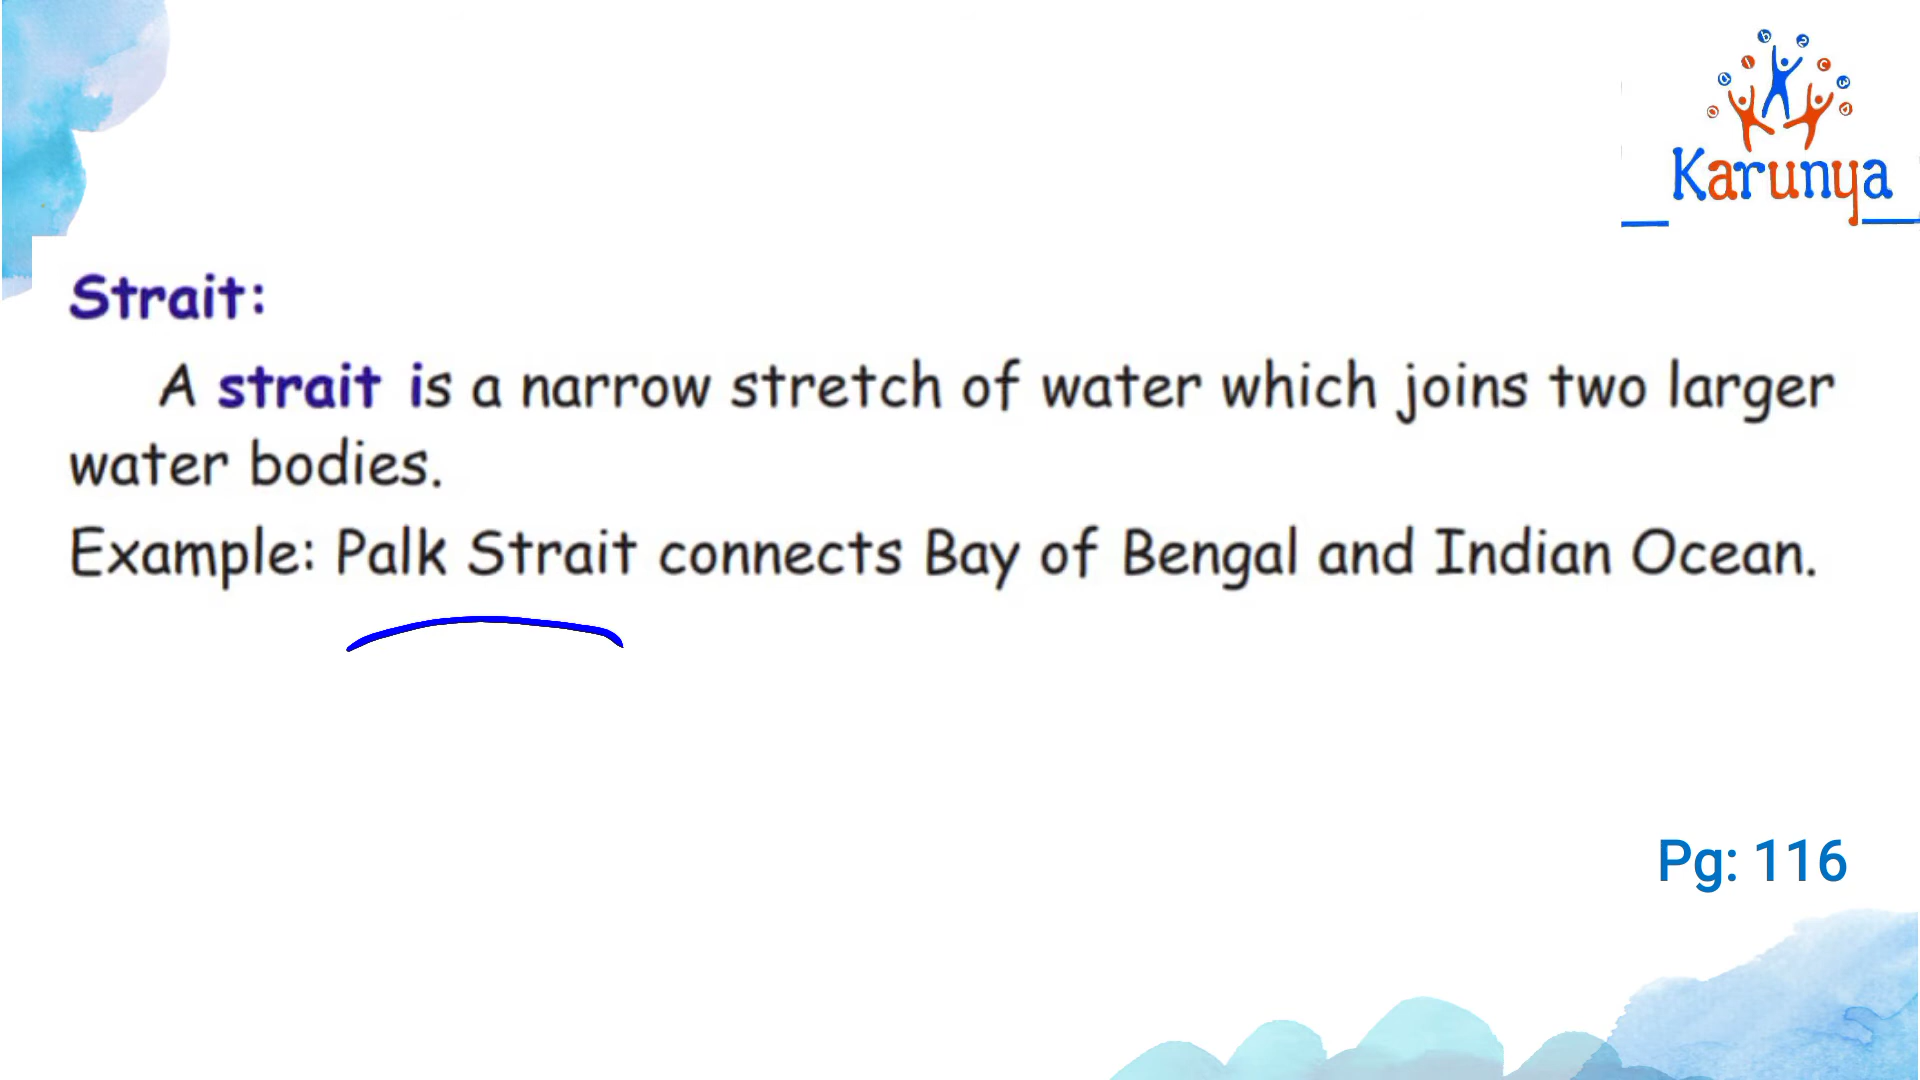 Karunya
Strait:
A strait is a narrow stretch of water which joins two larger
water bodies.
Example: Palk Strait connects Bay of Bengal and Indian Ocean.
Pg: 116